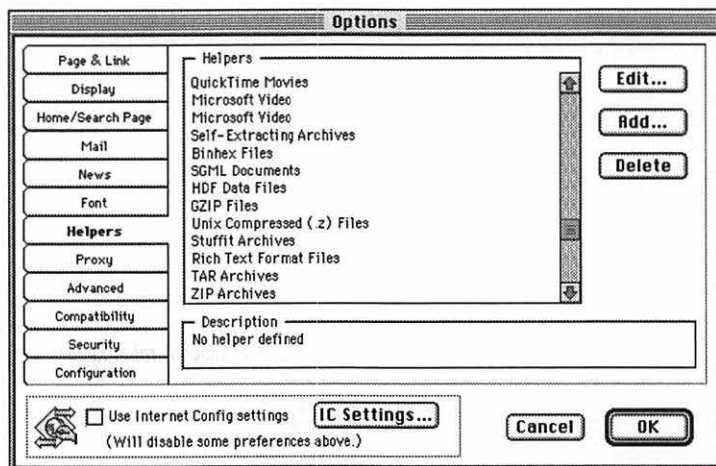 Options
Page & Link
Display
Home/Search Page
Mail
News
Font
Helpers
Proxy
Advanced
Compatibility
Security
Configuration
Helpers
QuickTime Movies
Microsoft Video
Microsoft Video
Self-Extracting Archives
Binhex Files
SGML Documents
HDF Data Files
GZIP Files
Unix Compressed (.z) Files
Stuffit Archives
Rich Text Format Files
TAR Archives
ZIP Archives
Edit...
Add...
Delete
Description
No helper defined
Use Internet Config settings
IC Settings...
(Will disable some preferences above.)
Cancel
OK